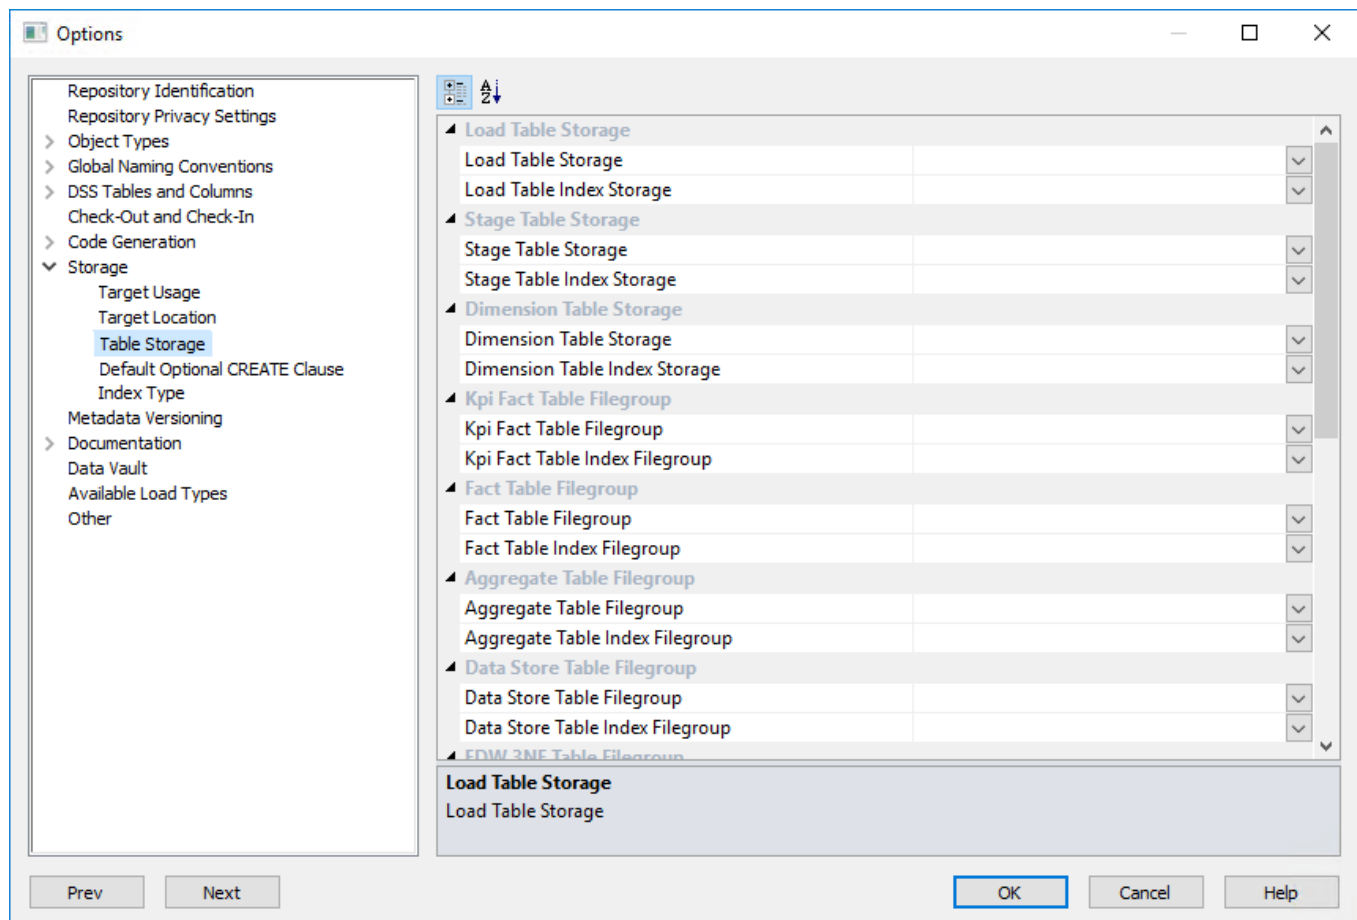 Options
Repository Identification
Repository Privacy Settings
Object Types
Global Naming Conventions
DSS Tables and Columns
Check-Out and Check-In
Code Generation
Storage
Target Usage
Target Location
Table Storage
Default Optional CREATE Clause
Index Type
Metadata Versioning
Documentation
Data Vault
Available Load Types
Other
Load Table Storage
Load Table Storage
Load Table Index Storage
Stage Table Storage
Stage Table Storage
Stage Table Index Storage
Dimension Table Storage
Dimension Table Storage
Dimension Table Index Storage
Kpi Fact Table Filegroup
Kpi Fact Table Filegroup
Kpi Fact Table Index Filegroup
Fact Table Filegroup
Fact Table Filegroup
Fact Table Index Filegroup
Aggregate Table Filegroup
Aggregate Table Filegroup
Aggregate Table Index Filegroup
Data Store Table Filegroup
Data Store Table Filegroup
Data Store Table Index Filegroup
EDW 3NF Table Filegroup
Load Table Storage
Load Table Storage
Prev
Next
OK
Cancel
Help